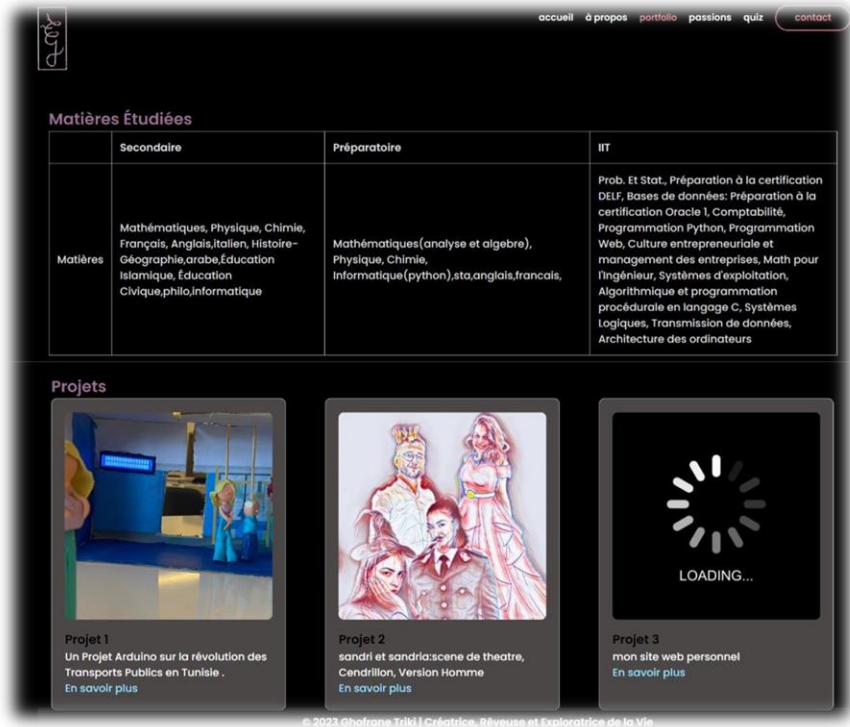 accueil à propos portfolio passions quiz contact
Matières Étudiées
Secondaire Préparatoire IIT
Matières
Mathématiques, Physique, Chimie,
Français, Anglais,italien, Histoire-
Géographie,arabe,Éducation
Islamique, Éducation
Civique,philo,informatique
Mathématiques(analyse et algebre),
Physique, Chimie,
Informatique(python),sta,anglais,francais,
Prob. Et Stat., Préparation à la certification
DELF, Bases de données: Préparation à la
certification Oracle 1, Comptabilité,
Programmation Python, Programmation
Web, Culture entrepreneuriale et
management des entreprises, Math pour
l'Ingénieur, Systèmes d'exploitation,
Algorithmique et programmation
procédurale en langage C, Systèmes
Logiques, Transmission de données,
Architecture des ordinateurs
Projets
Projet 1
Un Projet Arduino sur la révolution des
Transports Publics en Tunisie .
En savoir plus
Projet 2
sandri et sandria:scene de theatre,
Cendrillon, Version Homme
En savoir plus
LOADING...
Projet 3
mon site web personnel
En savoir plus
© 2023 Ghofrane Triki | Créatrice, Rêveuse et Exploratrice de la Vie